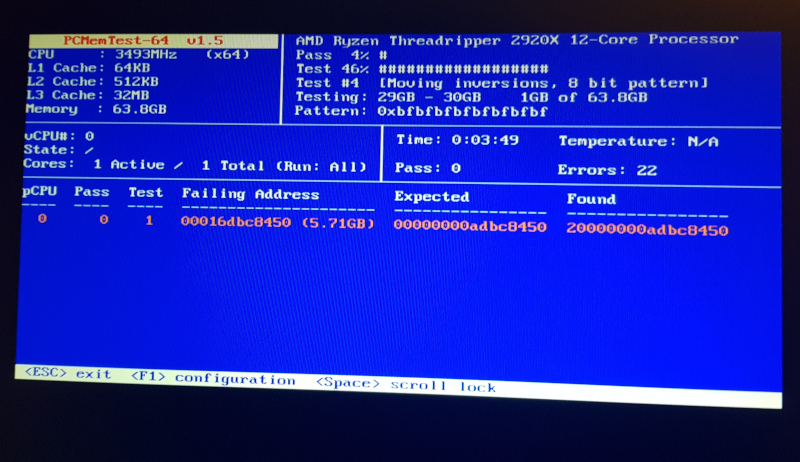 PCMemTest-64 v1.5
AMD Ryzen Threadripper 2920X 12-Core Processor
CPU : 3493MHz (x64)
Pass 4% #
L1 Cache: 64KB
Test 46% ##################
L2 Cache: 512KB
Test #4 [Moving inversions, 8 bit pattern]
L3 Cache: 32MB
Testing: 29GB - 30GB 1GB of 63.8GB
Memory : 63.8GB
Pattern: 0xbfbfbfbfbfbfbfbf
vCPU#: 0
Time: 0:03:49 Temperature: N/A
State: /
Cores: 1 Active / 1 Total (Run: All)
Pass: 0 Errors: 22
pCPU Pass Test Failing Address Expected Found
---- ---- ---- --------------------- ---------------- ----------------
0 0 1 00016dbc8450 (5.71GB) 00000000adbc8450 20000000adbc8450
<ESC> exit <F1> configuration <Space> scroll lock